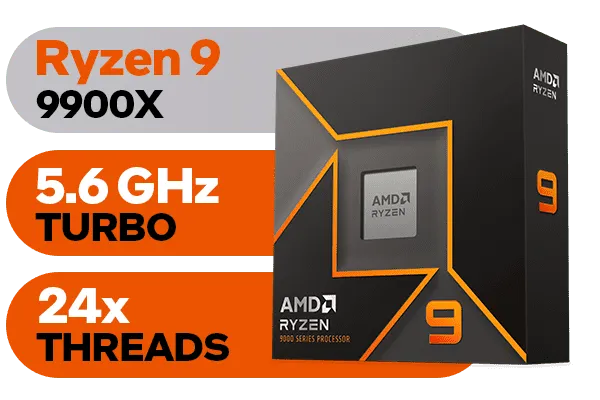 Ryzen 9
9900X
5.6 GHz
TURBO
24x
THREADS
AMD
RYZEN
9
AMD
RYZEN
AMD
RYZEN
9000 SERIES PROCESSOR
9